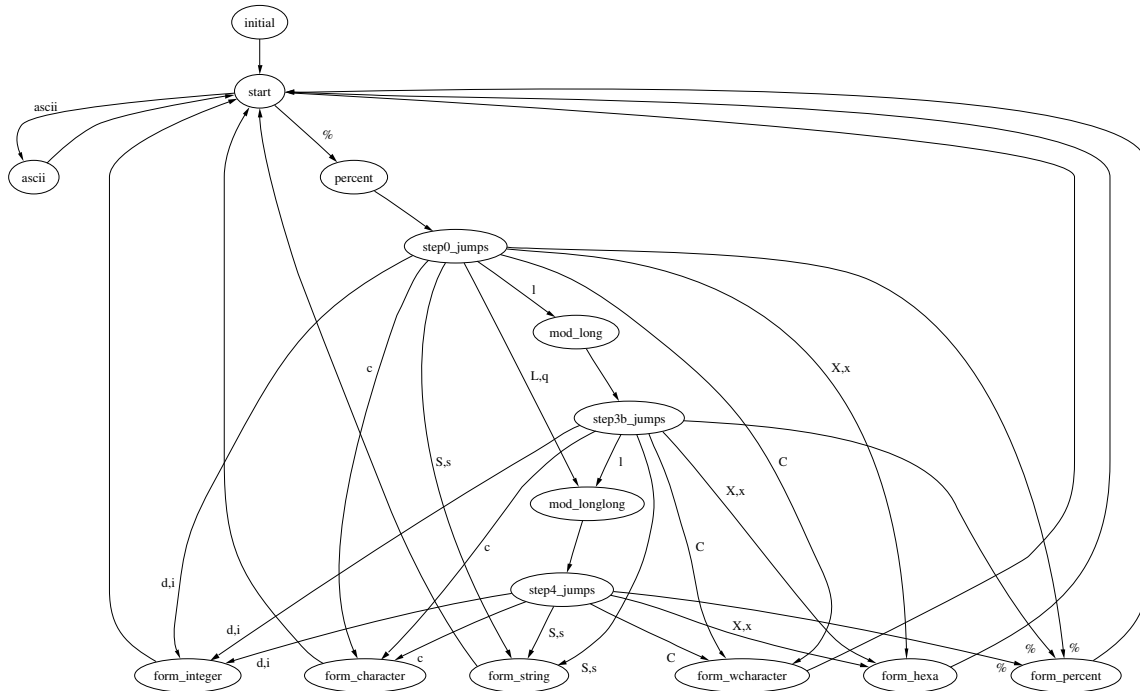 initial
start
ascii
%
ascii
percent
step0_jumps
l
mod_long
c
L,q
X,x
step3b_jumps
S,s
l
C
X,x
mod_longlong
c
C
d,i
step4_jumps
d,i
X,x
S,s
%
%
d,i
c
S,s
C
%
form_integer
form_character
form_string
form_wcharacter
form_hexa
form_percent